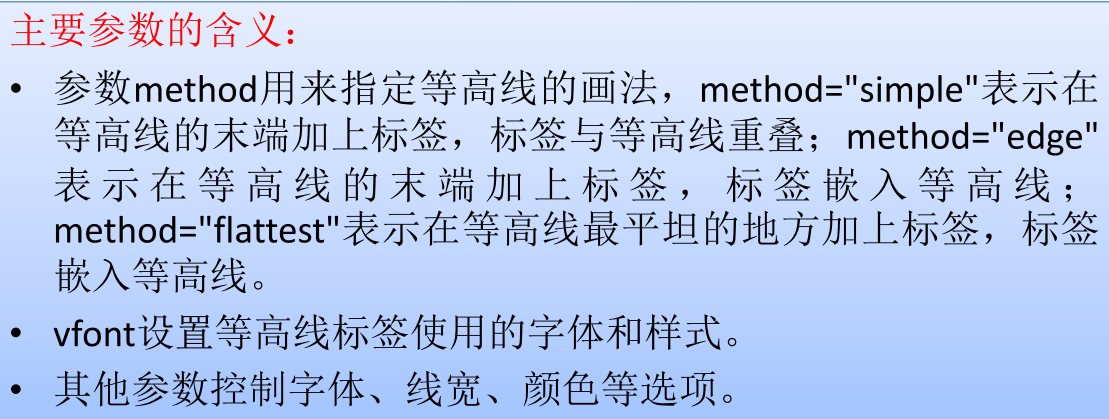 主要参数的含义：
• 参数method用来指定等高线的画法，method="simple"表示在
等高线的末端加上标签，标签与等高线重叠；method="edge"
表示在等高线的末端加上标签，标签嵌入等高线；
method="flattest"表示在等高线最平坦的地方加上标签，标签
嵌入等高线。
• vfont设置等高线标签使用的字体和样式。
• 其他参数控制字体、线宽、颜色等选项。